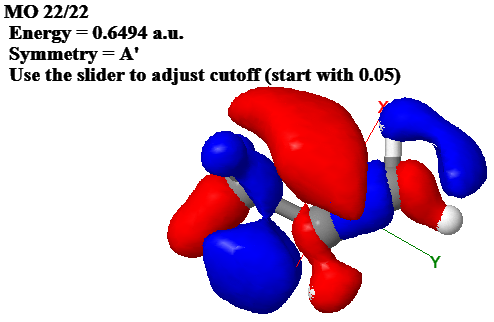 MO 22/22
Energy = 0.6494 a.u.
Symmetry = A'
Use the slider to adjust cutoff (start with 0.05)
X
Y